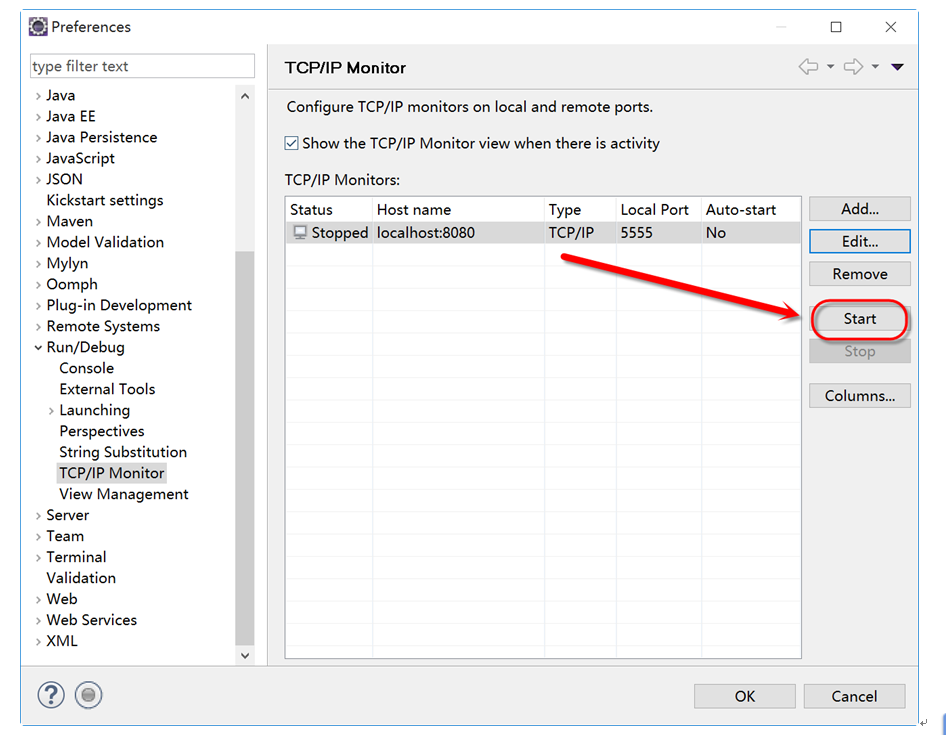 Preferences
type filter text
Java
Java EE
Java Persistence
JavaScript
JSON
Kickstart settings
Maven
Model Validation
Mylyn
Oomph
Plug-in Development
Remote Systems
Run/Debug
Console
External Tools
Launching
Perspectives
String Substitution
TCP/IP Monitor
View Management
Server
Team
Terminal
Validation
Web
Web Services
XML
TCP/IP Monitor
Configure TCP/IP monitors on local and remote ports.
Show the TCP/IP Monitor view when there is activity
TCP/IP Monitors:
Status Host name Type Local Port Auto-start
Stopped localhost:8080 TCP/IP 5555 No
Add...
Edit...
Remove
Start
Stop
Columns...
OK Cancel